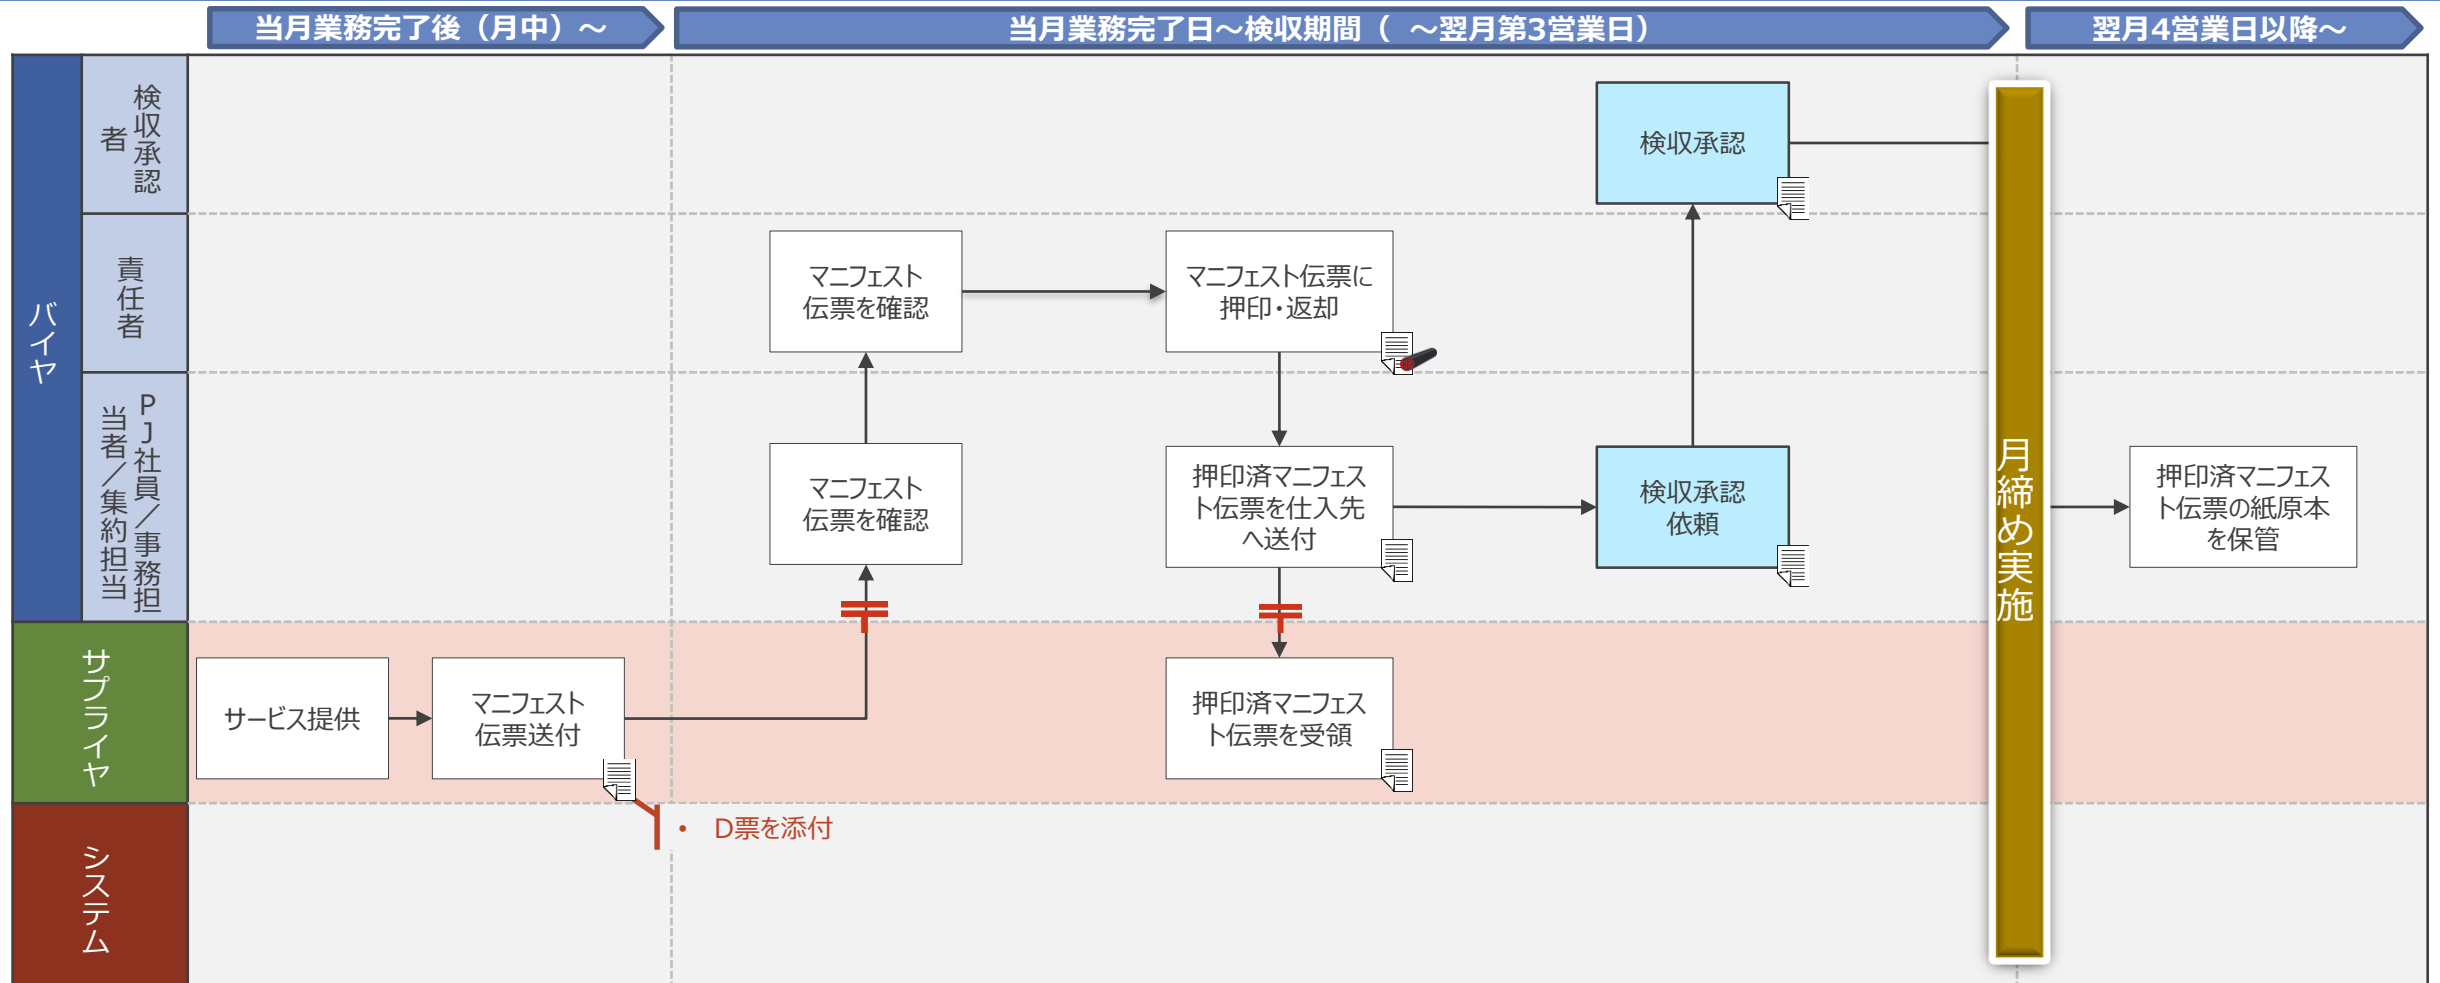 当月業務完了後（月中）～
当月業務完了日～検収期間（ ～翌月第3営業日）
翌月4営業日以降～
バイヤ
検収承認
者
検収承認
責任者
マニフェスト
伝票を確認
マニフェスト伝票に
押印・返却
ＰＪ社員／事務担
当者／集約担当
マニフェスト
伝票を確認
押印済マニフェス
ト伝票を仕入先
へ送付
検収承認
依頼
月締め実施
押印済マニフェス
ト伝票の紙原本
を保管
サプライヤ
サービス提供
マニフェスト
伝票送付
押印済マニフェス
ト伝票を受領
システム
• D票を添付